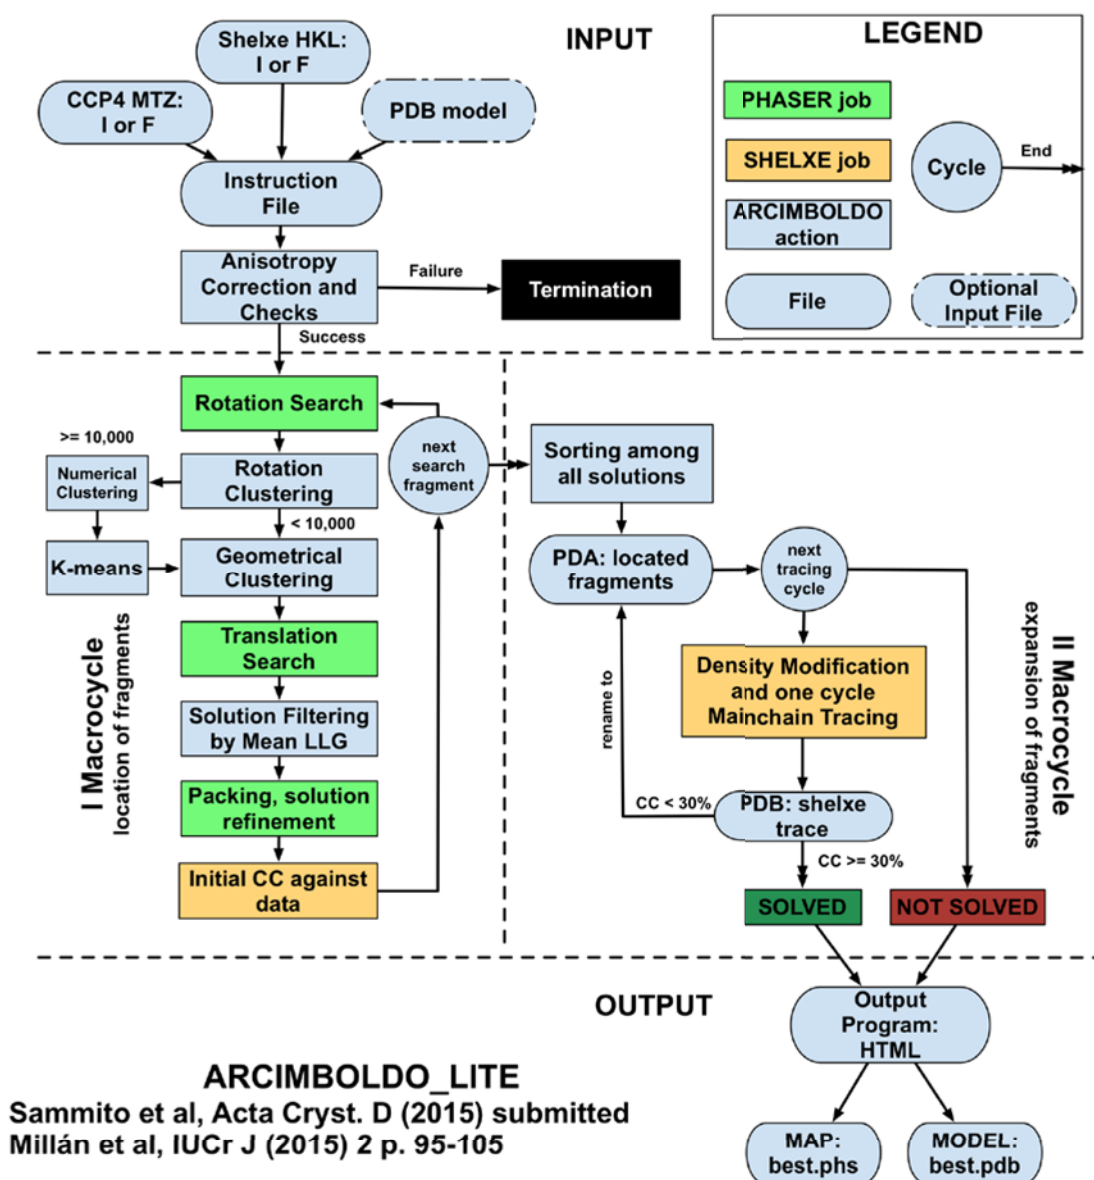 INPUT
Shelxe HKL:
I or F
CCP4 MTZ:
I or F
PDB model
Instruction
File
Anisotropy
Correction and
Checks
Failure
Termination
Success
LEGEND
PHASER job
SHELXE job
ARCIMBOLDO
action
Cycle
End
File
Optional
Input File
Rotation Search
>= 10,000
Numerical
Clustering
Rotation
Clustering
< 10,000
K-means
Geometrical
Clustering
Translation
Search
Solution Filtering
by Mean LLG
Packing, solution
refinement
Initial CC against
data
next
search
fragment
I Macrocycle
location of fragments
Sorting among
all solutions
PDA: located
fragments
next
tracing
cycle
Density Modification
and one cycle
Mainchain Tracing
rename to
CC < 30%
PDB: shelxe
trace
CC >= 30%
SOLVED
NOT SOLVED
II Macrocycle
expansion of fragments
OUTPUT
Output
Program:
HTML
MAP:
best.phs
MODEL:
best.pdb
ARCIMBOLDO_LITE
Sammito et al, Acta Cryst. D (2015) submitted
Millán et al, IUCr J (2015) 2 p. 95-105